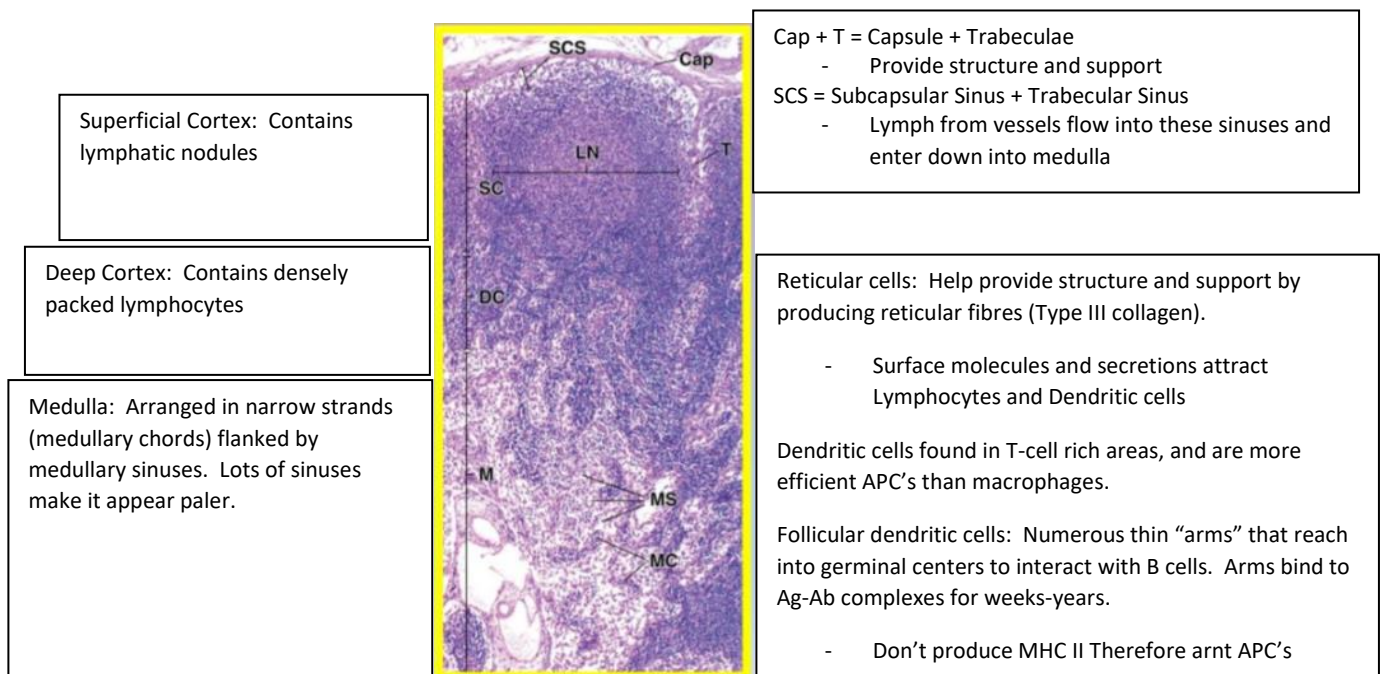 Superficial Cortex: Contains
lymphatic nodules
Deep Cortex: Contains densely
packed lymphocytes
Medulla: Arranged in narrow strands
(medullary chords) flanked by
medullary sinuses. Lots of sinuses
make it appear paler.
SCS
Cap
LN
T
SC
DC
M
MS
MC
Cap + T = Capsule + Trabeculae
- Provide structure and support
SCS = Subcapsular Sinus + Trabecular Sinus
- Lymph from vessels flow into these sinuses and
enter down into medulla
Reticular cells: Help provide structure and support by
producing reticular fibres (Type III collagen).
- Surface molecules and secretions attract
Lymphocytes and Dendritic cells
Dendritic cells found in T-cell rich areas, and are more
efficient APC's than macrophages.
Follicular dendritic cells: Numerous thin “arms” that reach
into germinal centers to interact with B cells. Arms bind to
Ag-Ab complexes for weeks-years.
- Don’t produce MHC II Therefore arnt APC’s